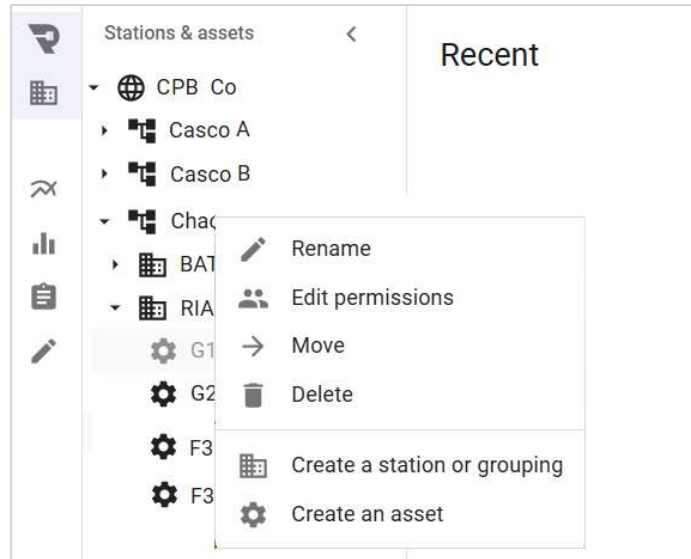 Stations & assets
Recent
CPB Co
Casco A
Casco B
Chac
BAT
RIA
G1
G2
F3
F3
Rename
Edit permissions
Move
Delete
Create a station or grouping
Create an asset